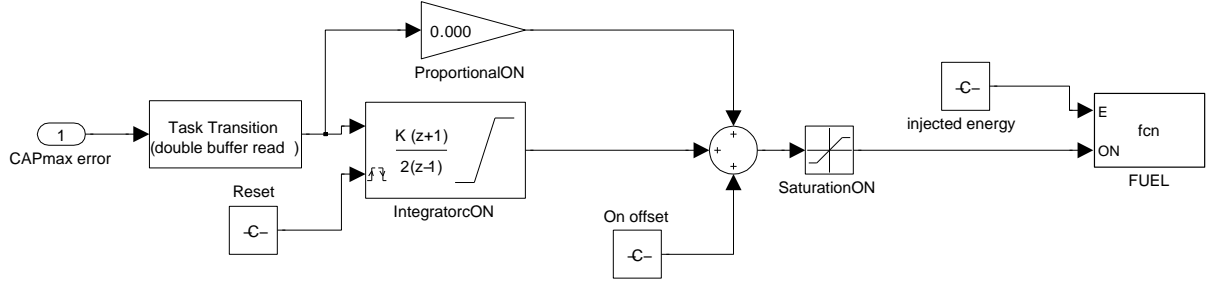 0.000
ProportionalON
1
CAPmax error
Task Transition
(double buffer read )
K (z+1)
2(z-1)
IntegratorcON
Reset
-C-
On offset
-C-
+
+
+
SaturationON
-C-
injected energy
E
ON
fcn
FUEL